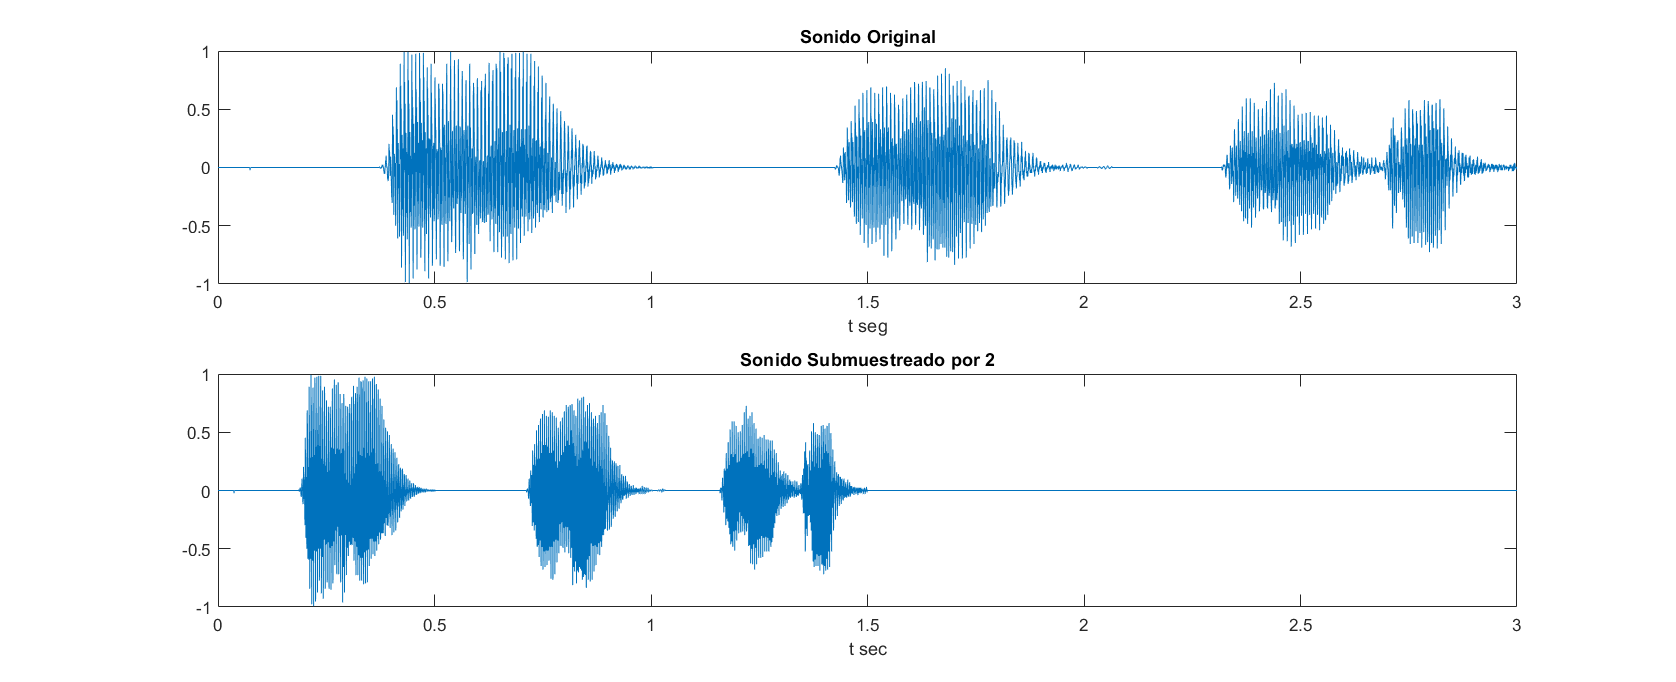 Sonido Original
1
0.5
0
-0.5
-1
0 0.5 1 1.5 2 2.5 3
t seg
Sonido Submuestreado por 2
1
0.5
0
-0.5
-1
0 0.5 1 1.5 2 2.5 3
t sec